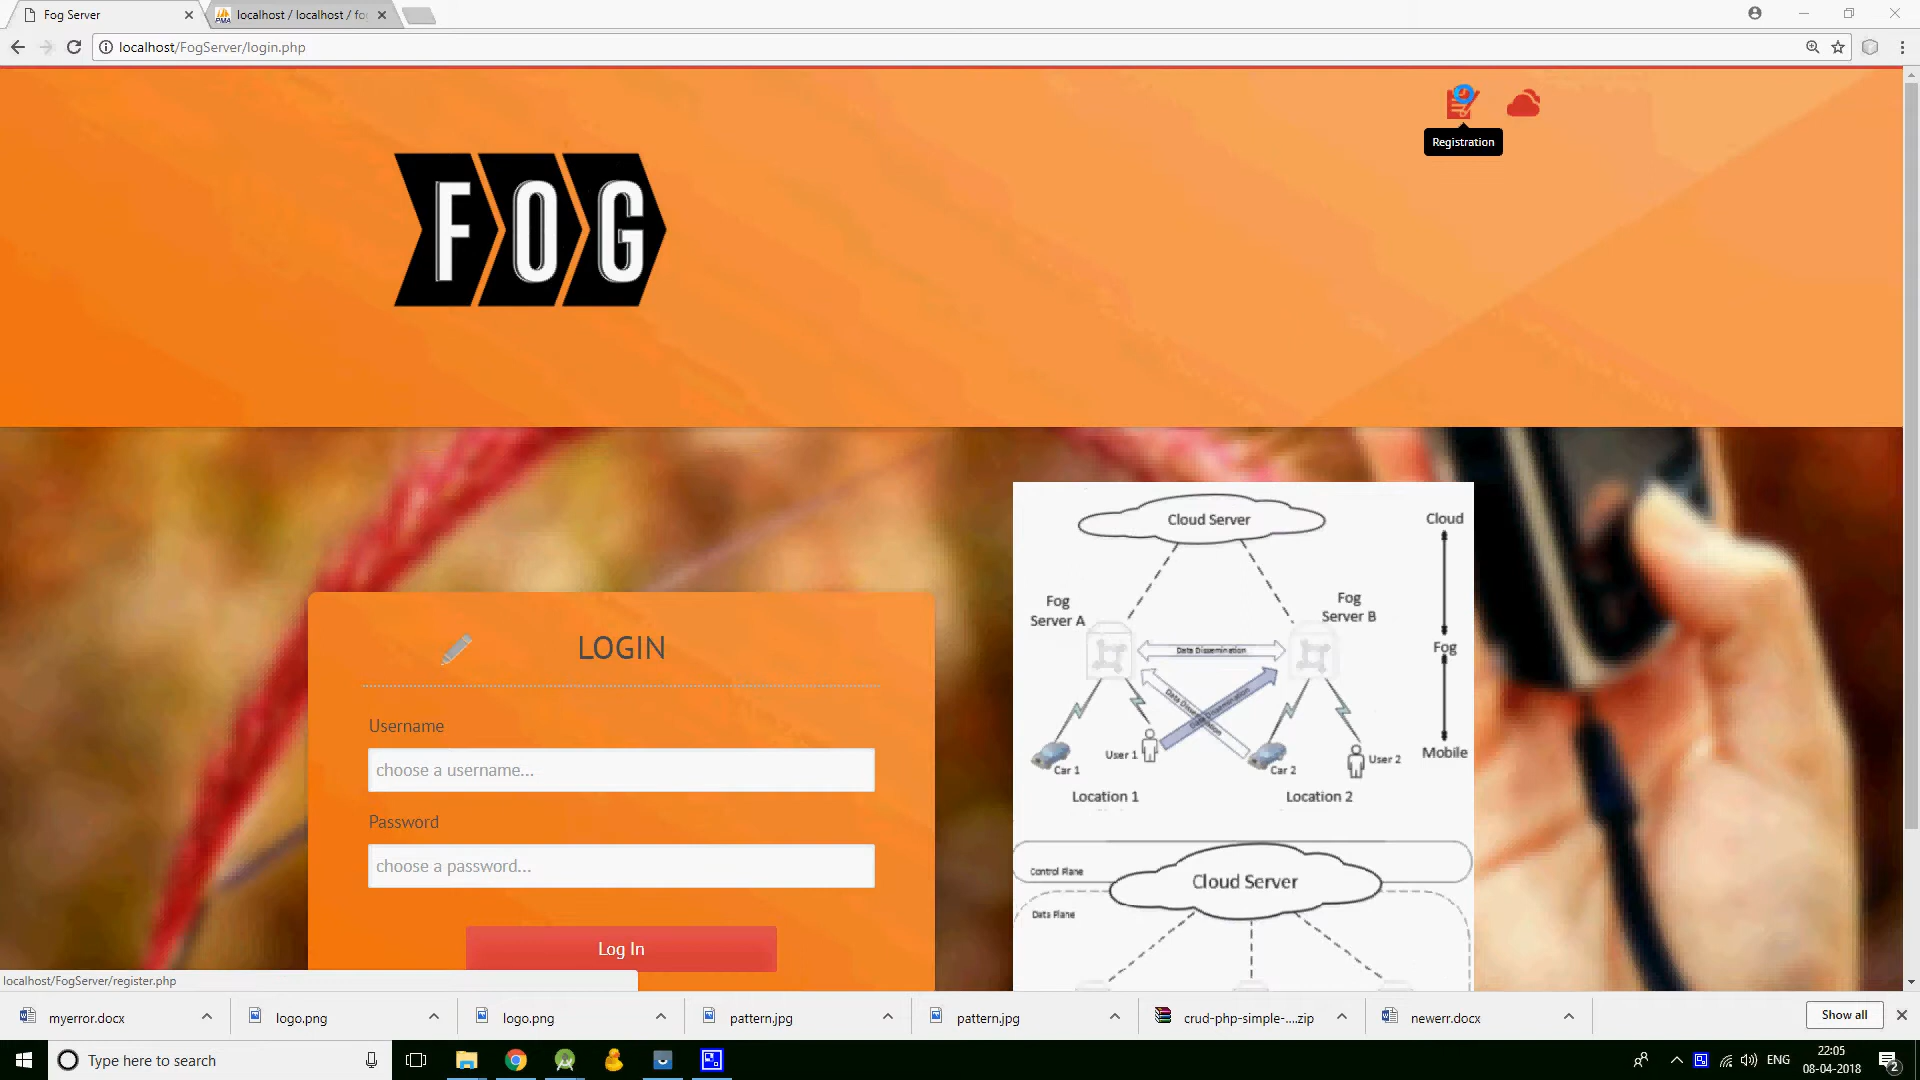 Fog Server
localhost / localhost / fo
localhost/FogServer/login.php
Registration
FOG
LOGIN
Username
choose a username...
Password
choose a password...
Log In
Cloud Server
Cloud
Fog
Server A
Fog
Server B
Data Dissemination
Fog
User 1
Car 1
Car 2
User 2
Mobile
Location 1
Location 2
Control Plane
Cloud Server
Data Plane
localhost/FogServer/register.php
myerror.docx
logo.png
logo.png
pattern.jpg
pattern.jpg
crud-php-simple-....zip
newerr.docx
Show all
Type here to search
ENG
22:05
08-04-2018
2